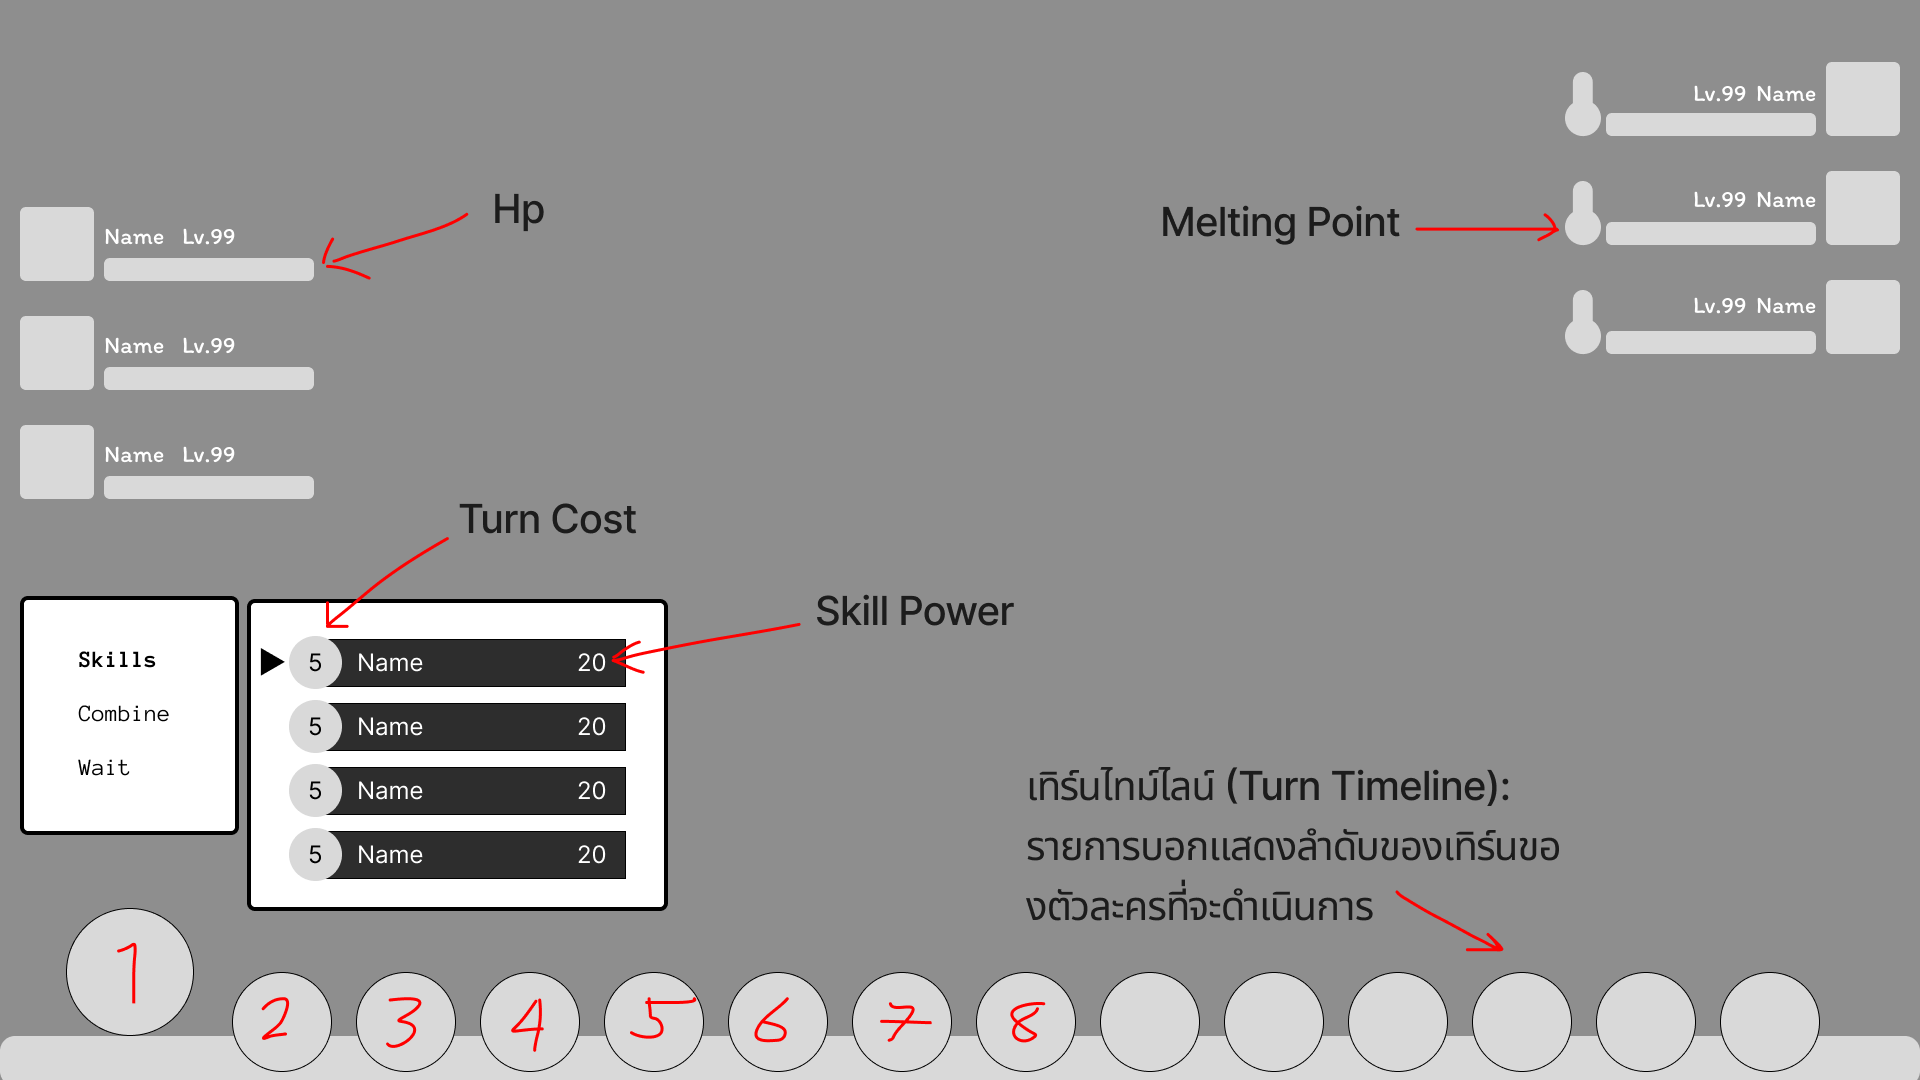 Lv.99 Name
Lv.99 Name
Lv.99 Name
Hp
Melting Point
Name Lv.99
Name Lv.99
Name Lv.99
Turn Cost
Skill Power
Skills
Combine
Wait
5 Name 20
5 Name 20
5 Name 20
5 Name 20
เทิร์นไทม์ไลน์ (Turn Timeline):
รายการบอกแสดงลำดับของเทิร์นขอ
งตัวละครที่จะดำเนินการ
1 2 3 4 5 6 7 8